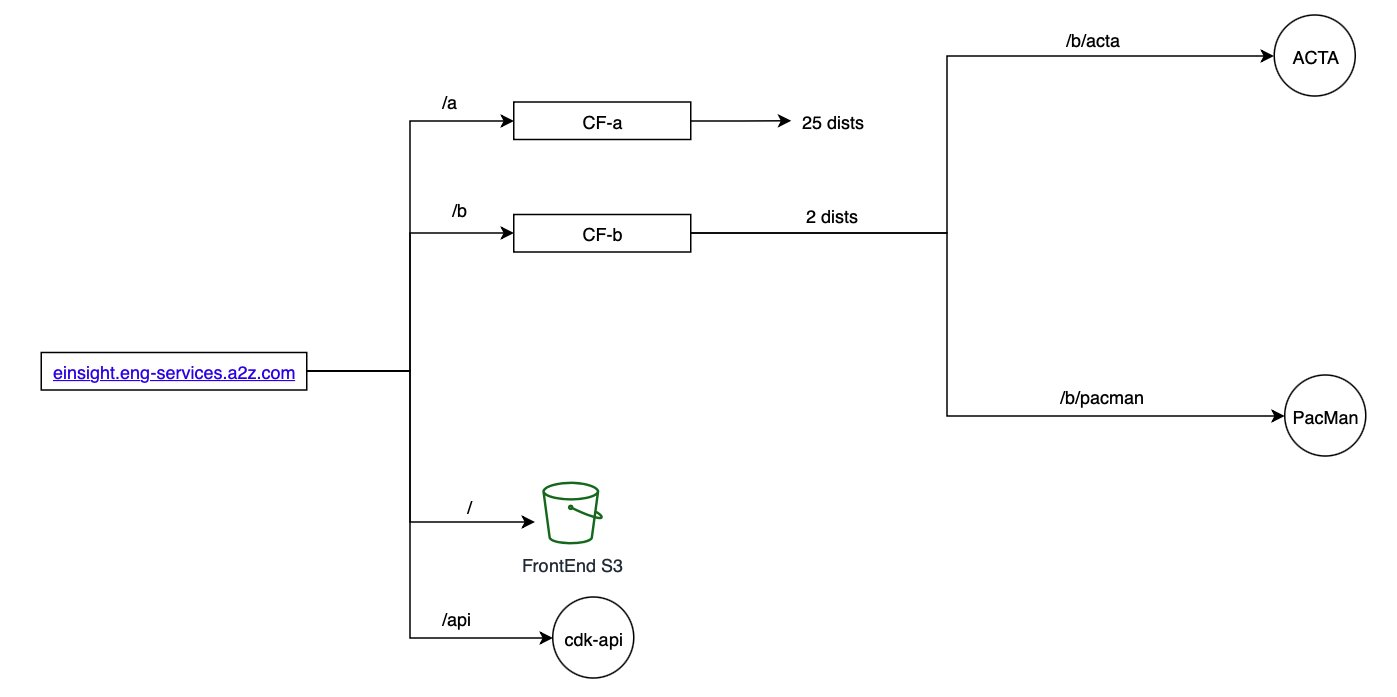 /b/acta
ACTA
/a
CF-a
25 dists
/b
CF-b
2 dists
einsight.eng-services.a2z.com
/b/pacman
PacMan
/
FrontEnd S3
/api
cdk-api